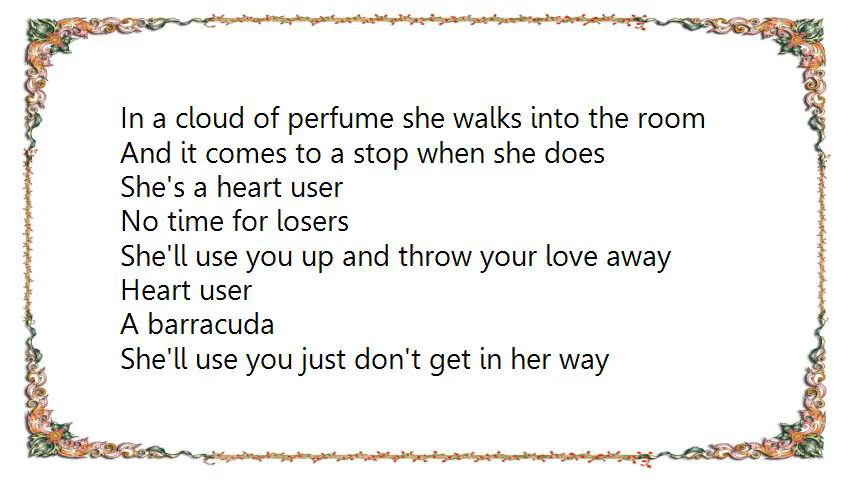 In a cloud of perfume she walks into the room
And it comes to a stop when she does
She's a heart user
No time for losers
She'll use you up and throw your love away
Heart user
A barracuda
She'll use you just don't get in her way